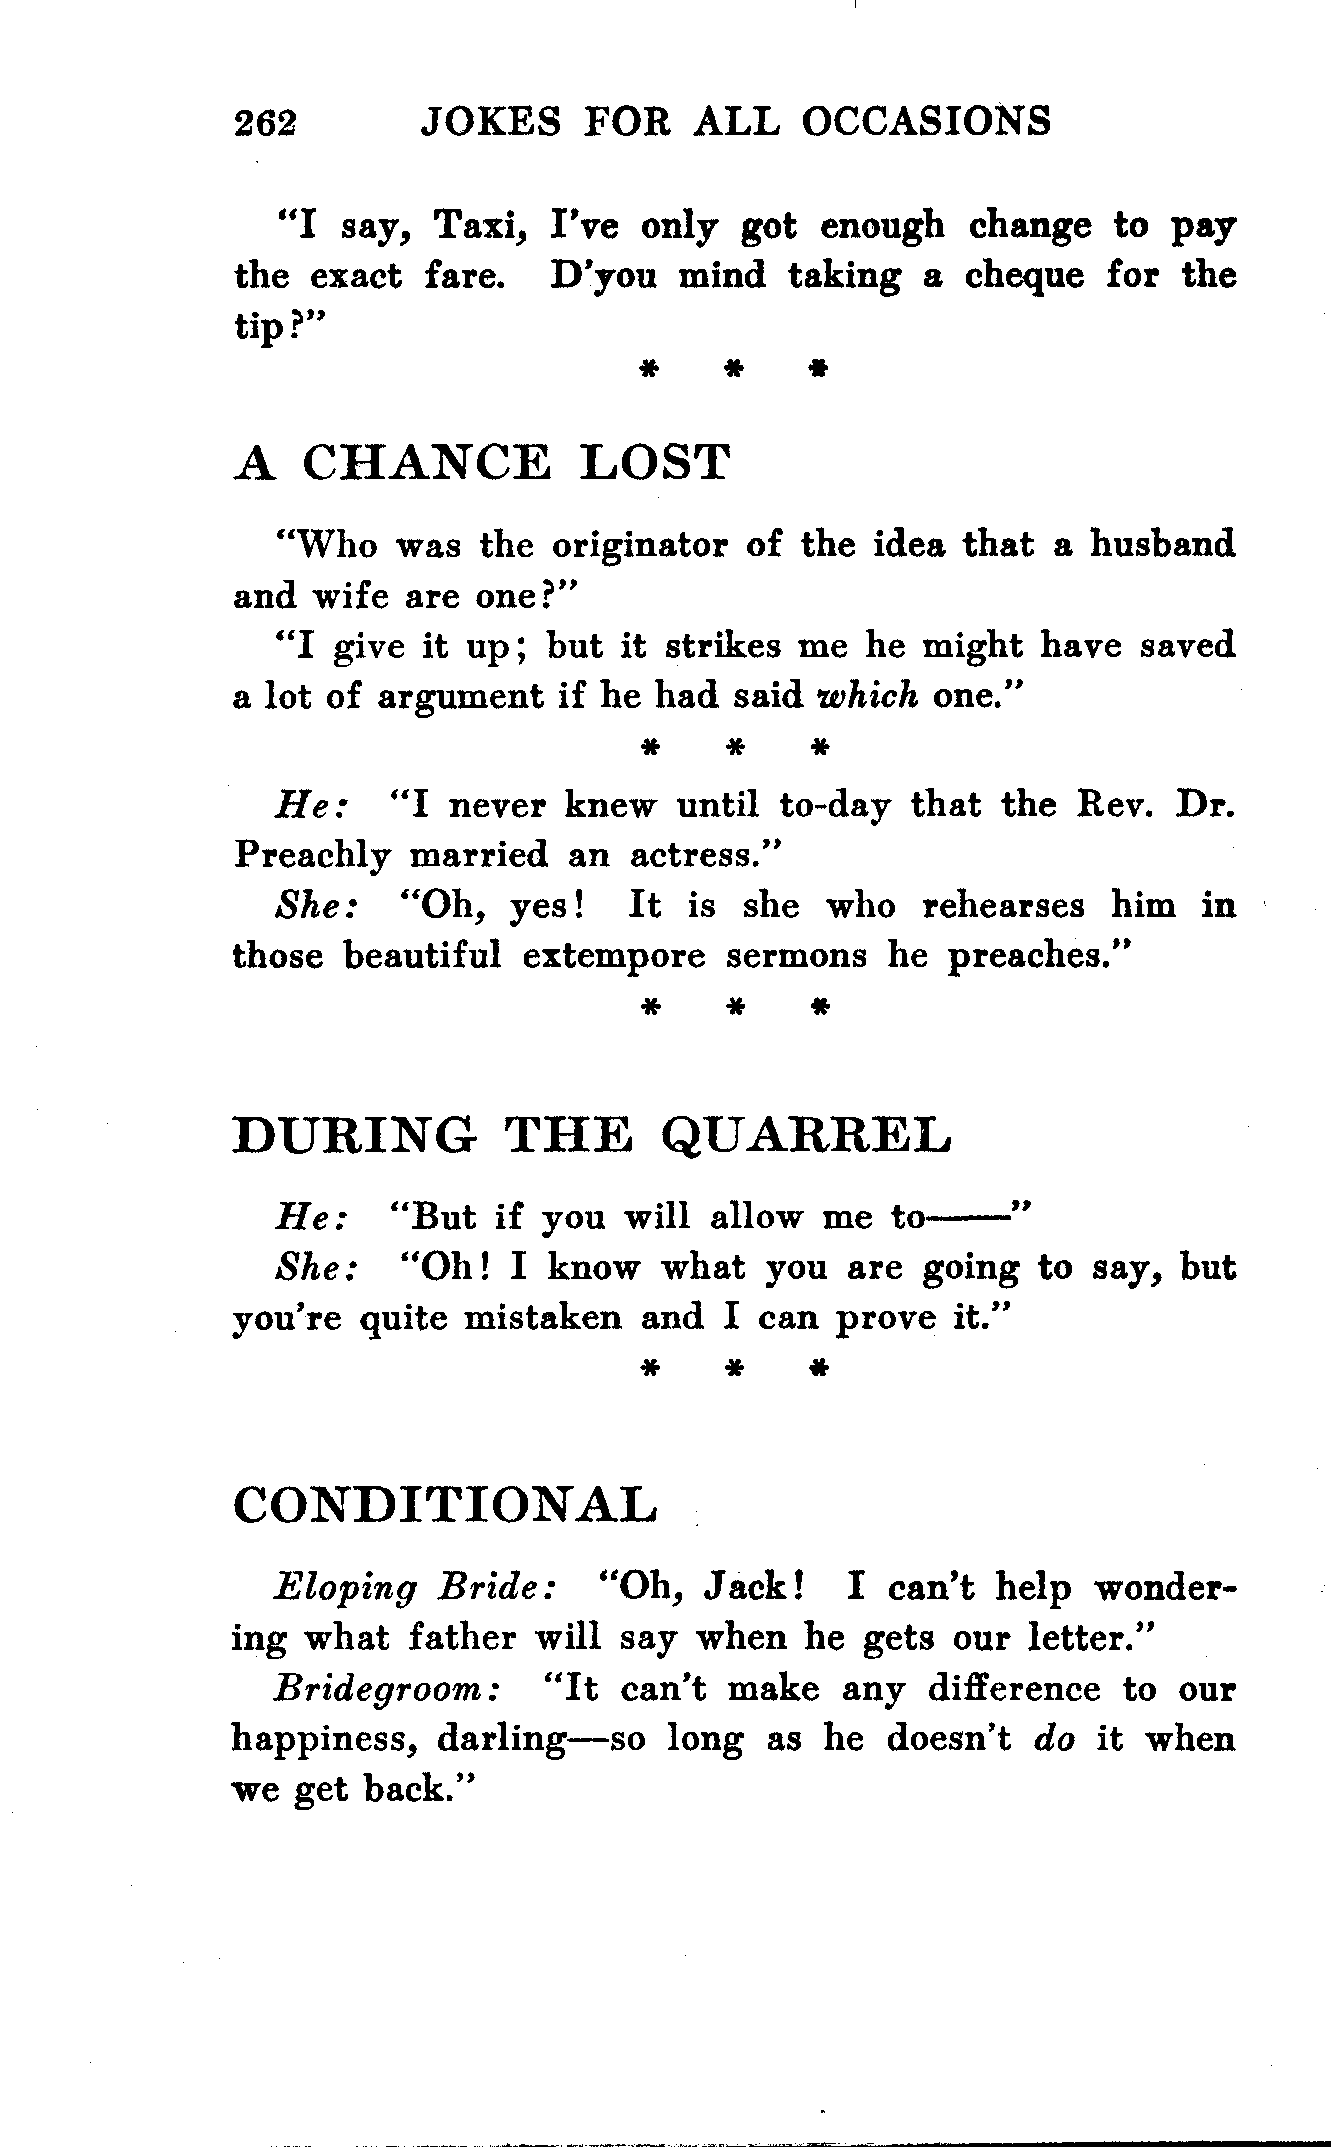 262 JOKES FOR ALL OCCASIONS
“I say, Taxi, I’ve only got enough change to pay
the exact fare. D’you mind taking a cheque for the
tip?”
* * *
A CHANCE LOST
“Who was the originator of the idea that a husband
and wife are one?”
“I give it up; but it strikes me he might have saved
a lot of argument if he had said which one.”
* * *
He: “I never knew until to-day that the Rev. Dr.
Preachly married an actress.”
She: “Oh, yes! It is she who rehearses him in
those beautiful extempore sermons he preaches.”
* * *
DURING THE QUARREL
He: “But if you will allow me to——”
She: “Oh! I know what you are going to say, but
you’re quite mistaken and I can prove it.”
* * *
CONDITIONAL
Eloping Bride: “Oh, Jack! I can’t help wonder-
ing what father will say when he gets our letter.”
Bridegroom: “It can’t make any difference to our
happiness, darling—so long as he doesn’t do it when
we get back.”